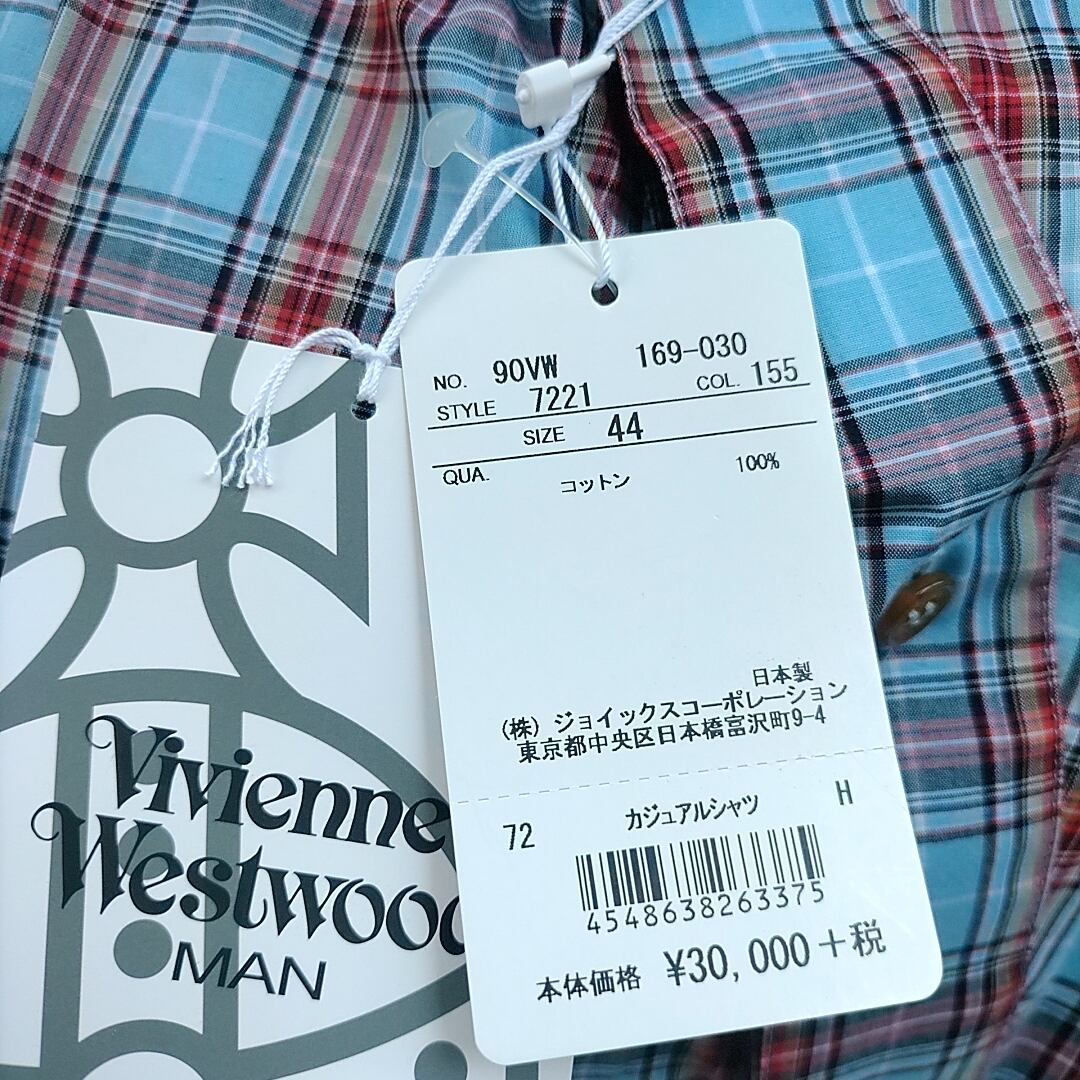 NO. 90VW 169-030
STYLE 7221 COL. 155
SIZE 44
QUA. コットン 100%
日本製
(株) ジョイックスコーポレーション
東京都中央区日本橋富沢町9-4
72 カジュアルシャツ H
4548638263375
本体価格 ¥30,000+税
Vivienne
Westwood
MAN